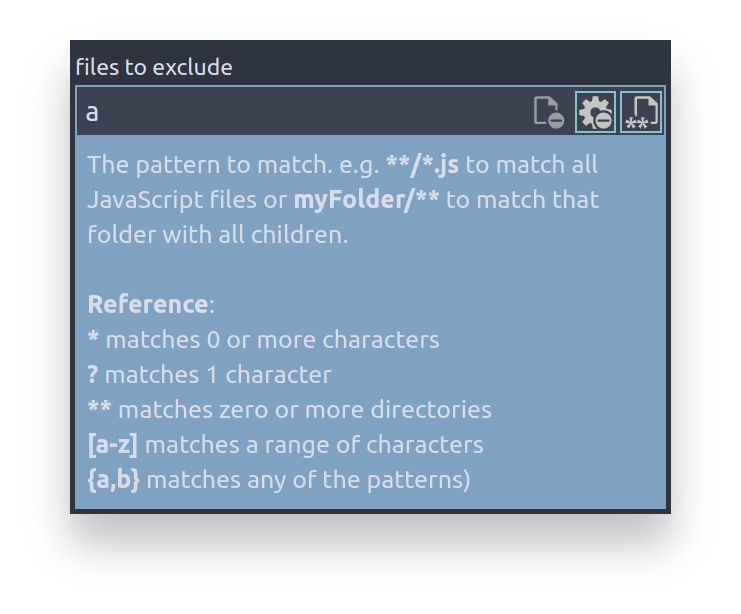 files to exclude
a
**
The pattern to match. e.g. **/*.js to match all
JavaScript files or myFolder/** to match that
folder with all children.
Reference:
* matches 0 or more characters
? matches 1 character
** matches zero or more directories
[a-z] matches a range of characters
{a,b} matches any of the patterns)